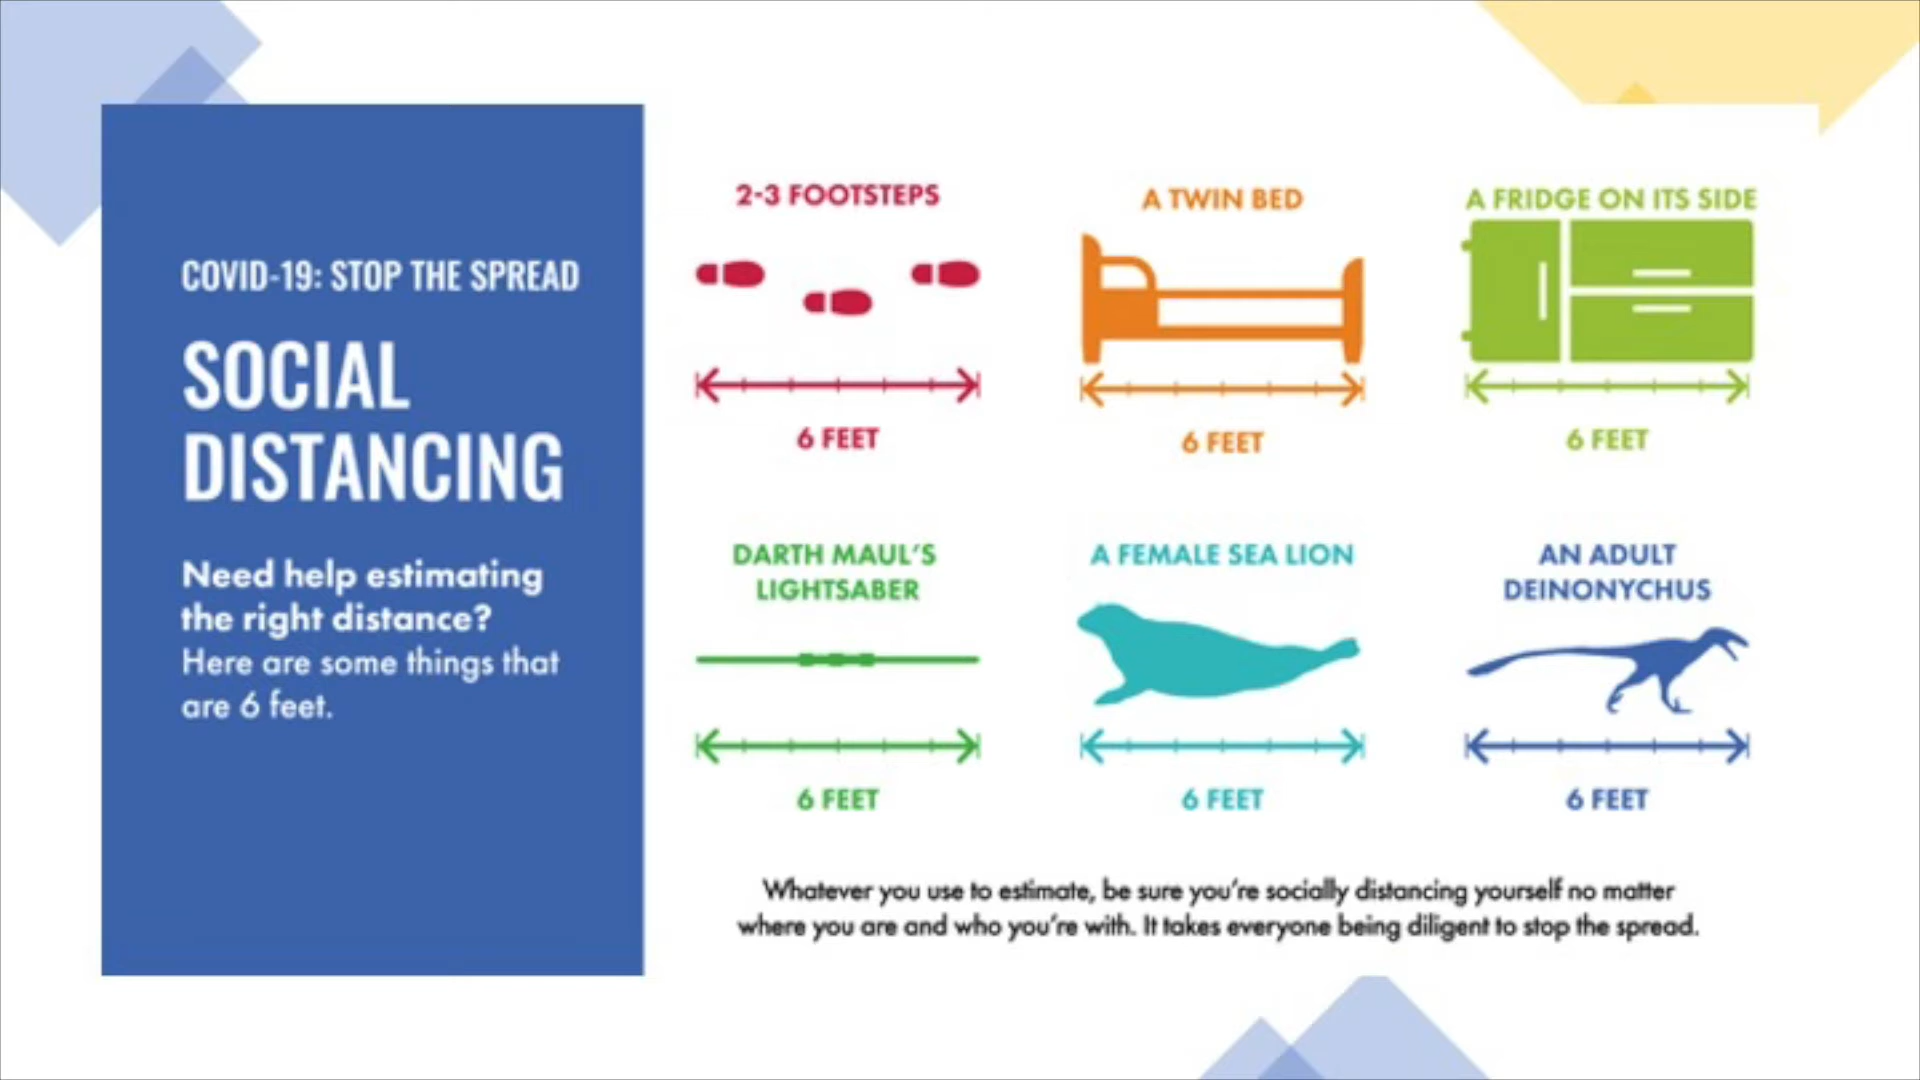 COVID-19: STOP THE SPREAD
SOCIAL
DISTANCING
Need help estimating
the right distance?
Here are some things that
are 6 feet.
2-3 FOOTSTEPS
6 FEET
A TWIN BED
6 FEET
A FRIDGE ON ITS SIDE
6 FEET
DARTH MAUL'S
LIGHTSABER
6 FEET
A FEMALE SEA LION
6 FEET
AN ADULT
DEINONYCHUS
6 FEET
Whatever you use to estimate, be sure you're socially distancing yourself no matter
where you are and who you're with. It takes everyone being diligent to stop the spread.